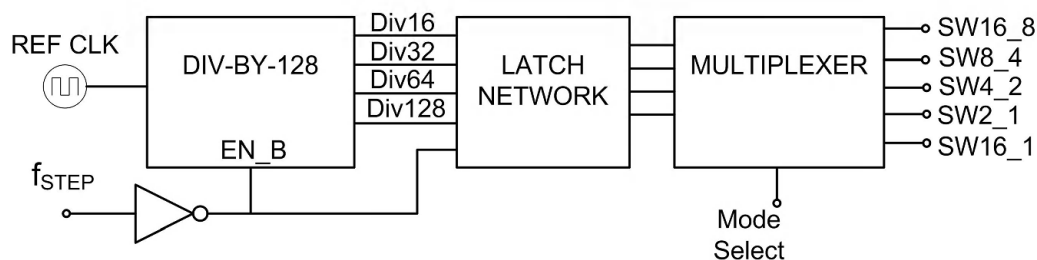 REF CLK
DIV-BY-128
EN_B
Div16
Div32
Div64
Div128
LATCH
NETWORK
MULTIPLEXER
SW16_8
SW8_4
SW4_2
SW2_1
SW16_1
fSTEP
Mode
Select